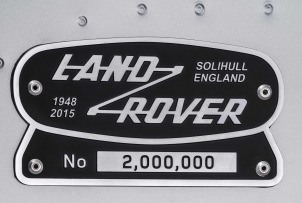 LAND
SOLIHULL
ENGLAND
1948
2015
ROVER
No 2,000,000